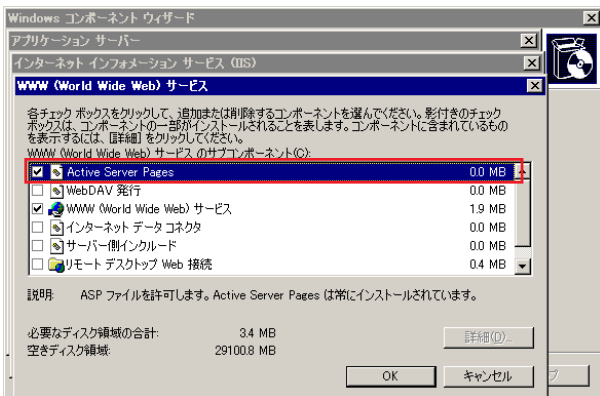 Windows コンポーネント ウィザード
アプリケーション サーバー
インターネット インフォメーション サービス (IIS)
WWW (World Wide Web) サービス
各チェック ボックスをクリックして、追加または削除するコンポーネントを選んでください。影付きのチェック
ボックスは、コンポーネントの一部がインストールされることを表します。コンポーネントに含まれているもの
を表示するには、[詳細] をクリックしてください。
WWW (World Wide Web) サービス のサブコンポーネント(C):
Active Server Pages 0.0 MB
WebDAV 発行 0.0 MB
WWW (World Wide Web) サービス 1.9 MB
インターネット データ コネクタ 0.0 MB
サーバー側インクルード 0.0 MB
リモート デスクトップ Web 接続 0.4 MB
説明: ASP ファイルを許可します。Active Server Pages は常にインストールされています。
必要なディスク領域の合計: 3.4 MB
詳細(D)...
空きディスク領域: 29100.8 MB
OK キャンセル プ